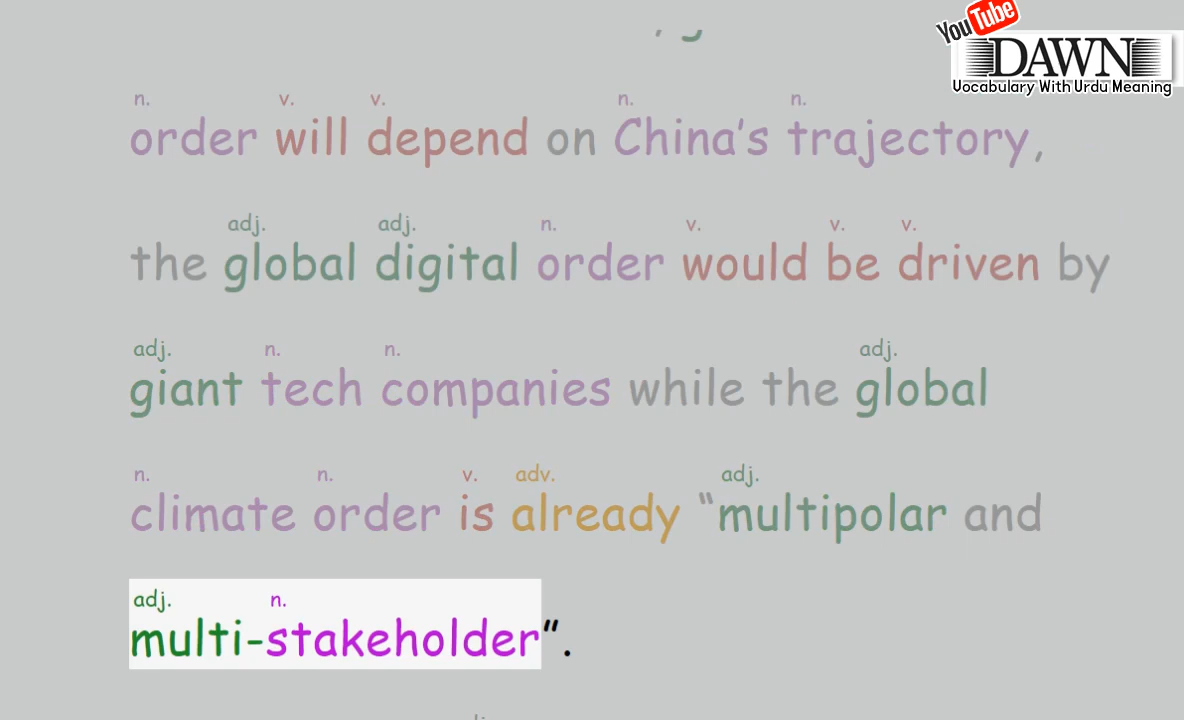 YouTube
DAWN
Vocabulary With Urdu Meaning
n. v. v. n. n.
order will depend on China's trajectory,
adj. adj. n. v. v. v.
the global digital order would be driven by
adj. n. n. adj.
giant tech companies while the global
n. n. v. adv. adj.
climate order is already “multipolar and
adj. n.
multi-stakeholder”.